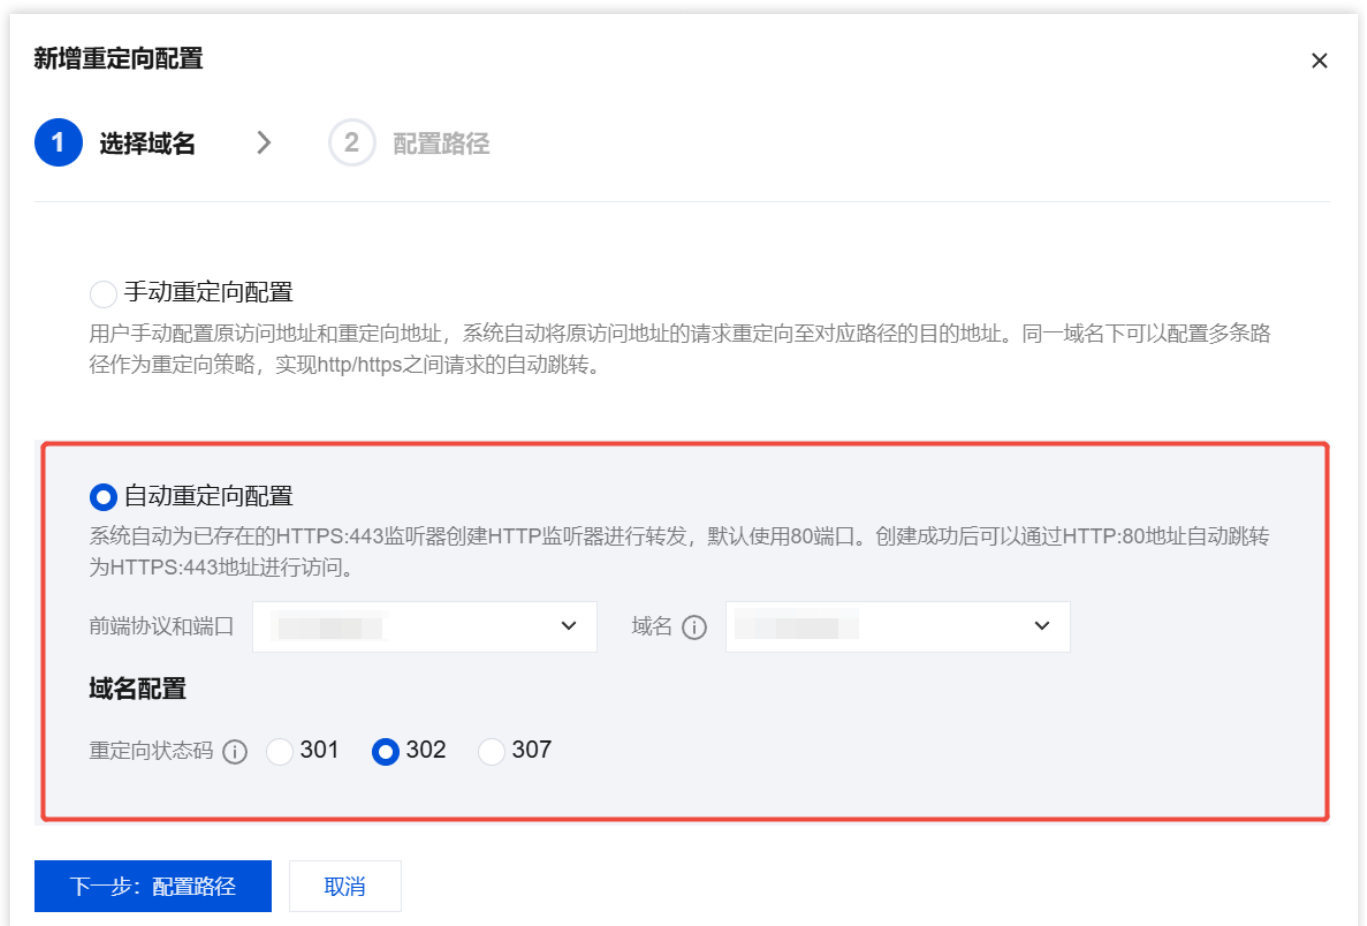 新增重定向配置
1 选择域名
2 配置路径
手动重定向配置
用户手动配置原访问地址和重定向地址，系统自动将原访问地址的请求重定向至对应路径的目的地址。同一域名下可以配置多条路
径作为重定向策略，实现http/https之间请求的自动跳转。
自动重定向配置
系统自动为已存在的HTTPS:443监听器创建HTTP监听器进行转发，默认使用80端口。创建成功后可以通过HTTP:80地址自动跳转
为HTTPS:443地址进行访问。
前端协议和端口 域名
域名配置
重定向状态码 301 302 307
下一步：配置路径 取消